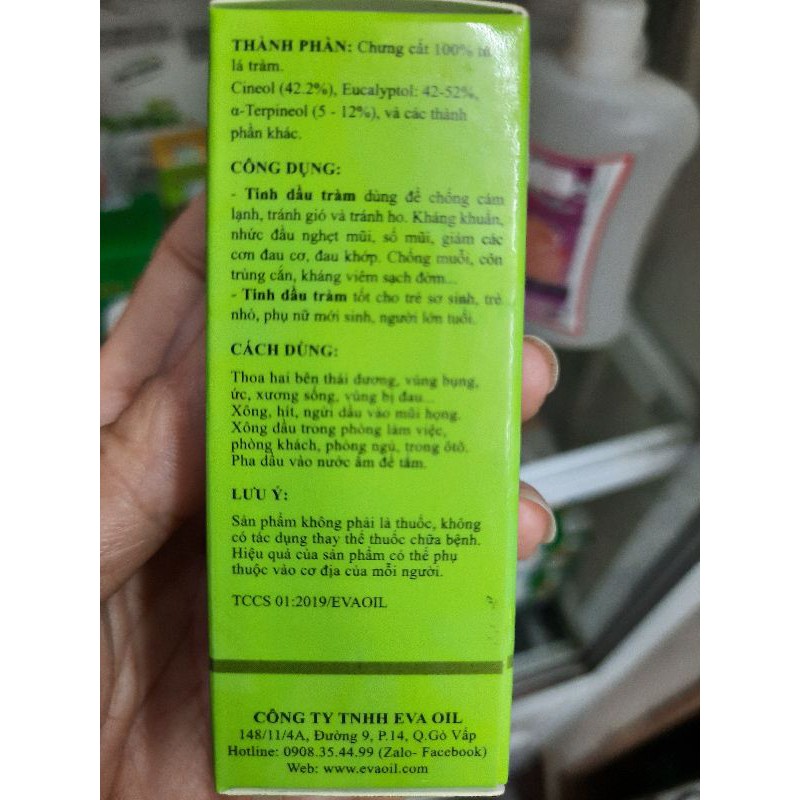 THÀNH PHẦN: Chưng cất 100% từ
lá tràm.
Cineol (42.2%), Eucalyptol: 42-52%,
α-Terpineol (5 - 12%), và các thành
phần khác.
CÔNG DỤNG:
- Tinh dầu tràm dùng để chống cảm
lạnh, tránh gió và tránh ho. Kháng khuẩn,
nhức đầu nghẹt mũi, sổ mũi, giảm các
cơn đau cơ, đau khớp. Chống muỗi, côn
trùng cắn, kháng viêm sạch đờm...
- Tinh dầu tràm tốt cho trẻ sơ sinh, trẻ
nhỏ, phụ nữ mới sinh, người lớn tuổi.
CÁCH DÙNG:
Thoa hai bên thái dương, vùng bụng,
ức, xương sống, vùng bị đau...
Xông, hít, ngửi dầu vào mũi họng.
Xông dầu trong phòng làm việc,
phòng khách, phòng ngủ, trong ôtô.
Pha dầu vào nước ấm để tắm.
LƯU Ý:
Sản phẩm không phải là thuốc, không
có tác dụng thay thế thuốc chữa bệnh.
Hiệu quả của sản phẩm có thể phụ
thuộc vào cơ địa của mỗi người.
TCCS 01:2019/EVAOIL
CÔNG TY TNHH EVA OIL
148/11/4A, Đường 9, P.14, Q.Gò Vấp
Hotline: 0908.35.44.99 (Zalo- Facebook)
Web: www.evaoil.com